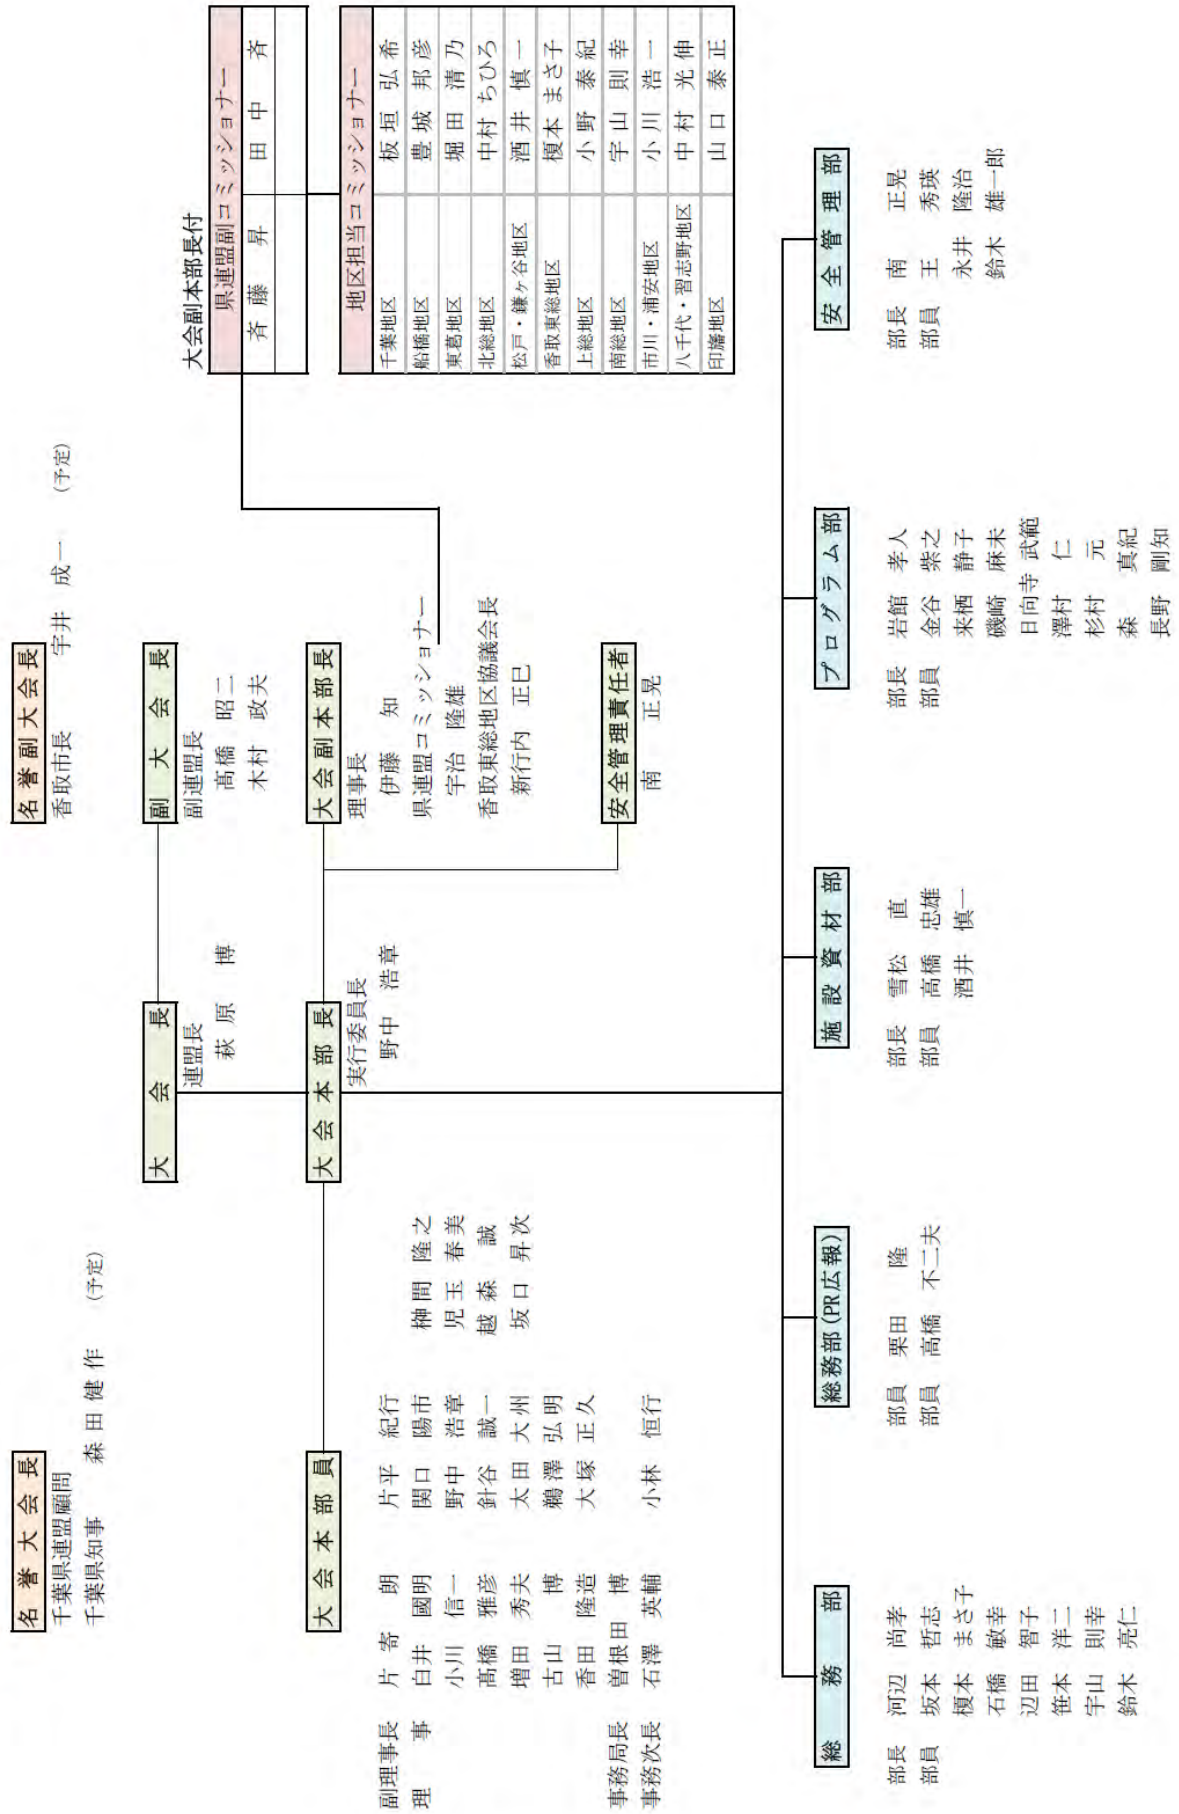 名誉大会長
千葉県連盟顧問
千葉県知事 森田健作 (予定)
名誉副大会長
香取市長 宇井 成一 (予定)
大会長
連盟長
萩原 博
副大会長
副連盟長
髙橋 昭二
木村 政夫
大会本部長
実行委員長
野中 浩章
大会副本部長
理事長
伊藤 知
県連盟コミッショナー
宇治 隆雄
香取東総地区協議会長
新行内 正巳
安全管理責任者
南 正晃
大会副本部長付
県連盟副コミッショナー
斉藤 昇 田中 斉
地区担当コミッショナー
千葉地区 板垣 弘希
船橋地区 豊城 邦彦
東葛地区 堀田 清乃
北総地区 中村 ちひろ
松戸・鎌ヶ谷地区 酒井 慎一
香取東総地区 榎本 まさ子
上総地区 小野 泰紀
南総地区 宇山 則幸
市川・浦安地区 小川 浩一
八千代・習志野地区 中村 光伸
印旛地区 山口 泰正
大会本部員
副理事長 片寄 朗 片平 紀行
理事 白井 國明 関口 陽市 榊間 隆之
小川 信一 野中 浩章 児玉 春美
髙橋 雅彦 針谷 誠一 越森 誠
増田 秀夫 太田 大州 坂口 昇次
古山 博 鵜澤 弘明
香田 隆造 大塚 正久
事務局長 曽根田 博
事務次長 石澤 英輔 小林 恒行
総務部
部長 河辺 尚孝
部員 坂本 哲志
榎本 まさ子
石橋 敏幸
辺田 智子
笹本 洋二
宇山 則幸
鈴木 亮仁
総務部(PR広報)
部員 栗田 隆
部員 高橋 不二夫
施設資材部
部長 雪松 直
部員 高橋 忠雄
酒井 慎一
プログラム部
部長 岩館 孝人
部員 金谷 紫之
来栖 静子
磯崎 麻未
日向寺 武範
澤村 仁
杉村 元
森 真紀
長野 剛知
安全管理部
部長 南 正晃
部員 王 秀瑛
永井 隆治
鈴木 雄一郎